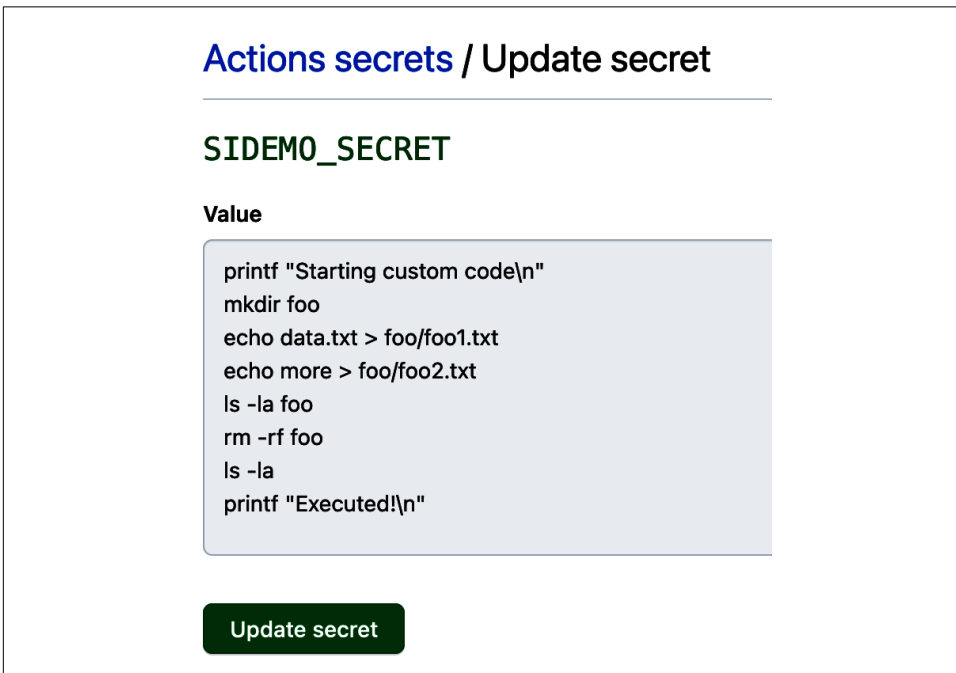 Actions secrets / Update secret
SIDEMO_SECRET
Value
printf "Starting custom code\n"
mkdir foo
echo data.txt > foo/foo1.txt
echo more > foo/foo2.txt
ls -la foo
rm -rf foo
ls -la
printf "Executed!\n"
Update secret